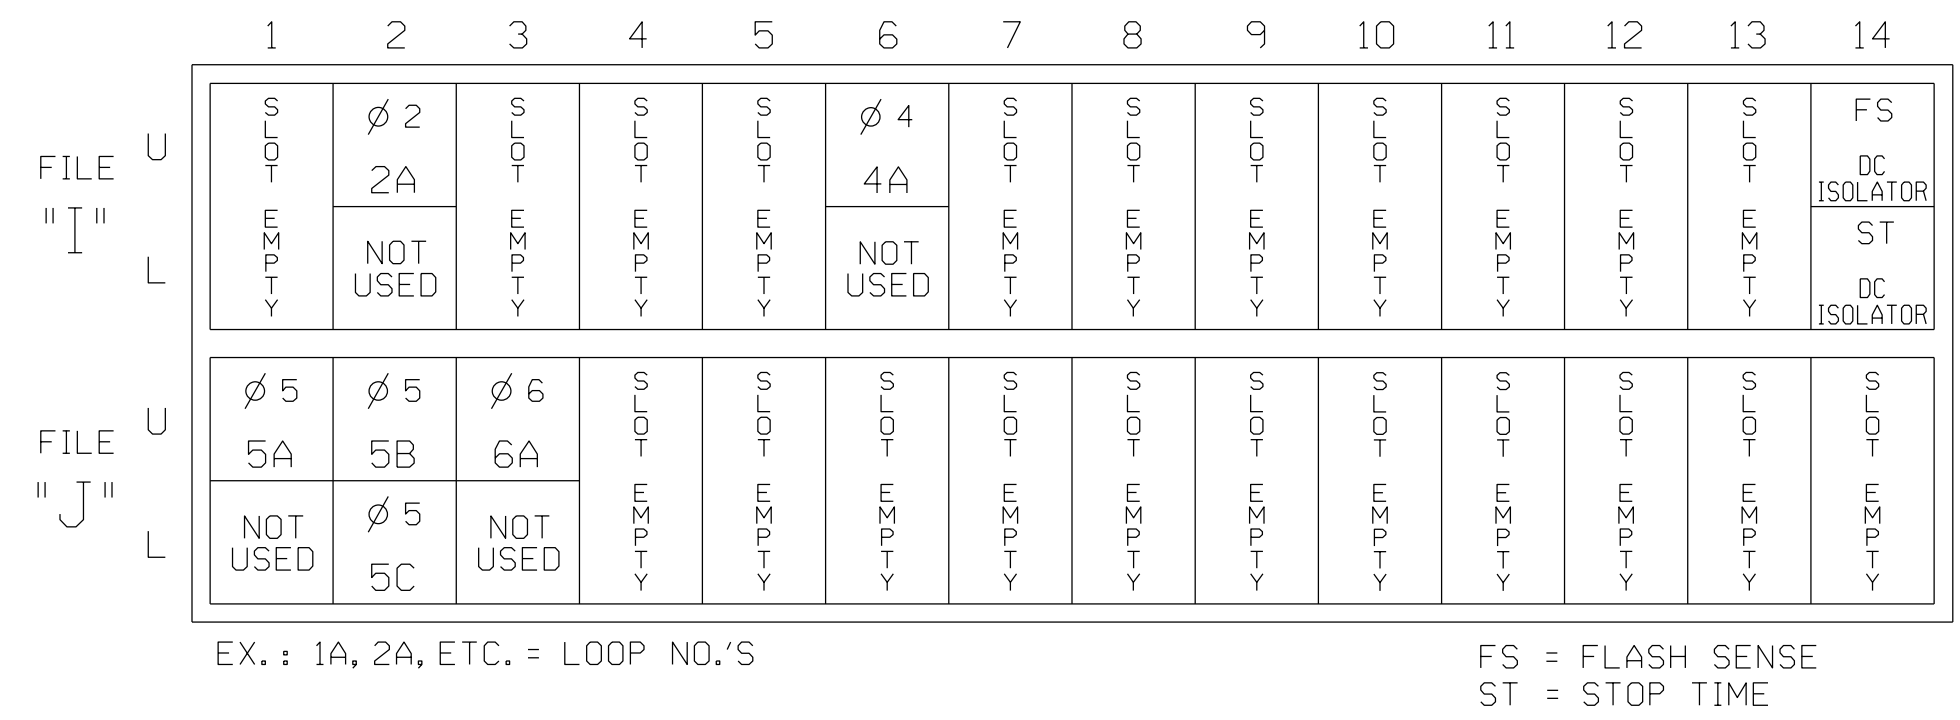 1 2 3 4 5 6 7 8 9 10 11 12 13 14
FILE "I"
U
L
SLOT EMPTY
Ø 2
2A
NOT USED
SLOT EMPTY
SLOT EMPTY
SLOT EMPTY
Ø 4
4A
NOT USED
SLOT EMPTY
SLOT EMPTY
SLOT EMPTY
SLOT EMPTY
SLOT EMPTY
SLOT EMPTY
SLOT EMPTY
FS
DC
ISOLATOR
ST
DC
ISOLATOR
FILE "J"
U
L
Ø 5
5A
NOT USED
Ø 5
5B
Ø 5
5C
Ø 6
6A
NOT USED
SLOT EMPTY
SLOT EMPTY
SLOT EMPTY
SLOT EMPTY
SLOT EMPTY
SLOT EMPTY
SLOT EMPTY
SLOT EMPTY
SLOT EMPTY
SLOT EMPTY
SLOT EMPTY
EX.: 1A, 2A, ETC. = LOOP NO.'S
FS = FLASH SENSE
ST = STOP TIME